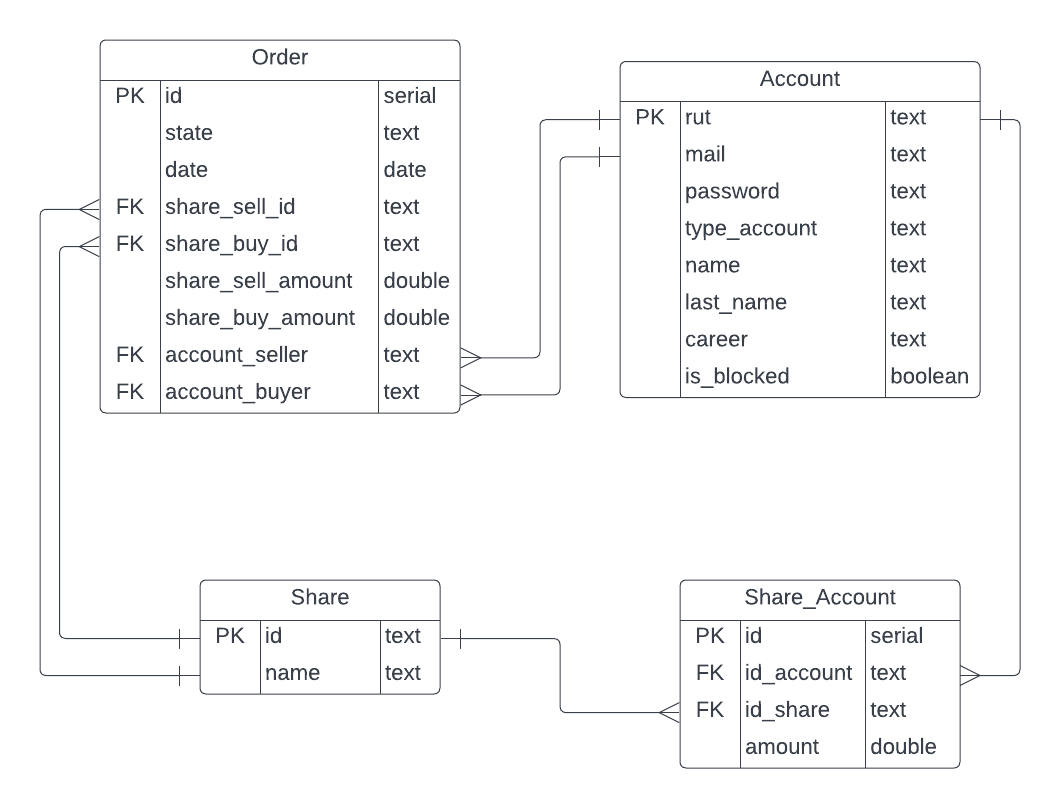 Order
PK id serial
state text
date date
FK share_sell_id text
FK share_buy_id text
share_sell_amount double
share_buy_amount double
FK account_seller text
FK account_buyer text
Account
PK rut text
mail text
password text
type_account text
name text
last_name text
career text
is_blocked boolean
Share
PK id text
name text
Share_Account
PK id serial
FK id_account text
FK id_share text
amount double